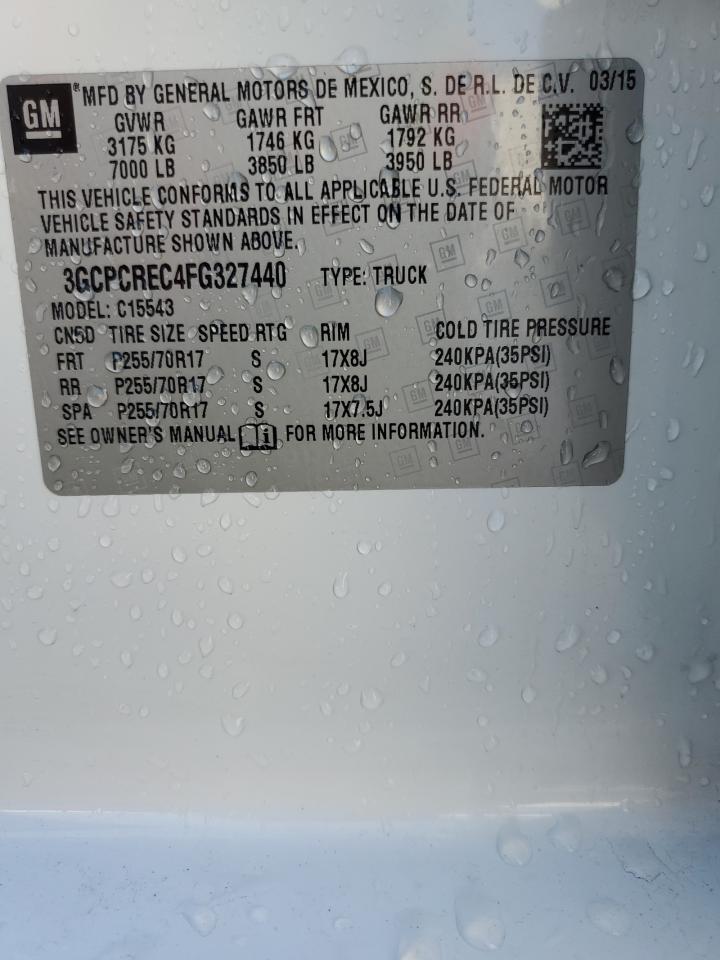 GM ® MFD BY GENERAL MOTORS DE MEXICO, S. DE R.L. DE C.V. 03/15
GVWR GAWR FRT GAWR RR
3175 KG 1746 KG 1792 KG
7000 LB 3850 LB 3950 LB
THIS VEHICLE CONFORMS TO ALL APPLICABLE U.S. FEDERAL MOTOR
VEHICLE SAFETY STANDARDS IN EFFECT ON THE DATE OF
MANUFACTURE SHOWN ABOVE.
3GCPCREC4FG327440 TYPE: TRUCK
MODEL: C15543
CN5D TIRE SIZE SPEED RTG RIM COLD TIRE PRESSURE
FRT P255/70R17 S 17X8J 240KPA(35PSI)
RR P255/70R17 S 17X8J 240KPA(35PSI)
SPA P255/70R17 S 17X7.5J 240KPA(35PSI)
SEE OWNER'S MANUAL FOR MORE INFORMATION.